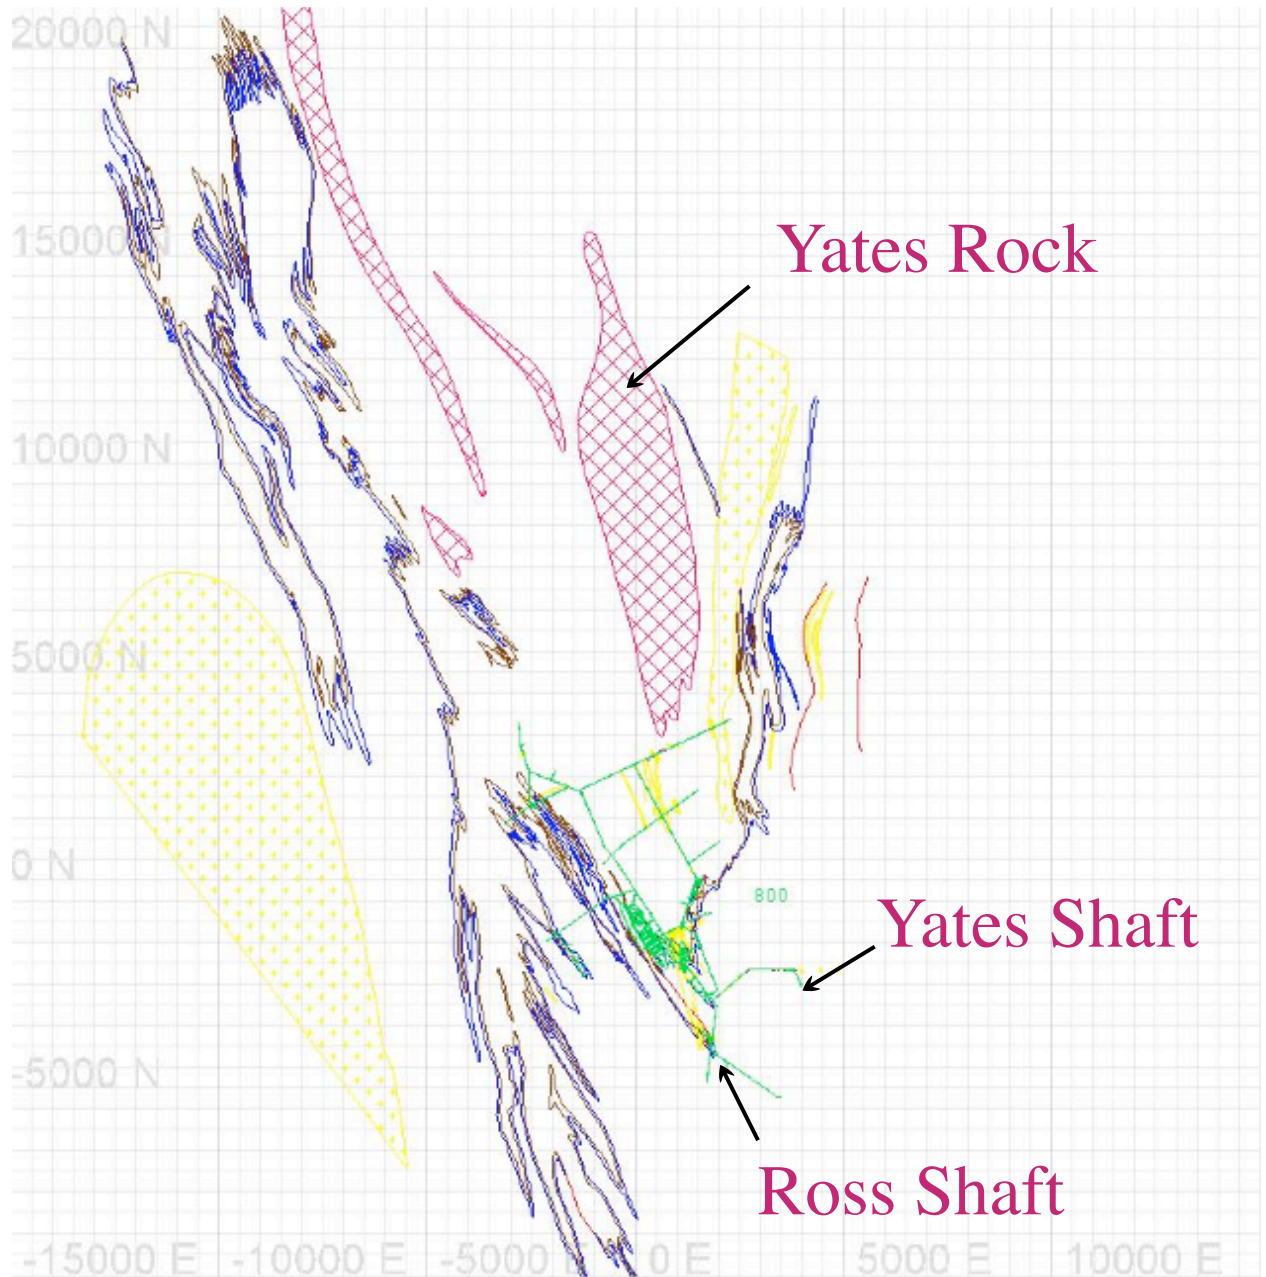 20000 N
15000 N
Yates Rock
10000 N
5000 N
0 N
800
Yates Shaft
-5000 N
Ross Shaft
-15000 E
-10000 E
-5000 E
0 E
5000 E
10000 E